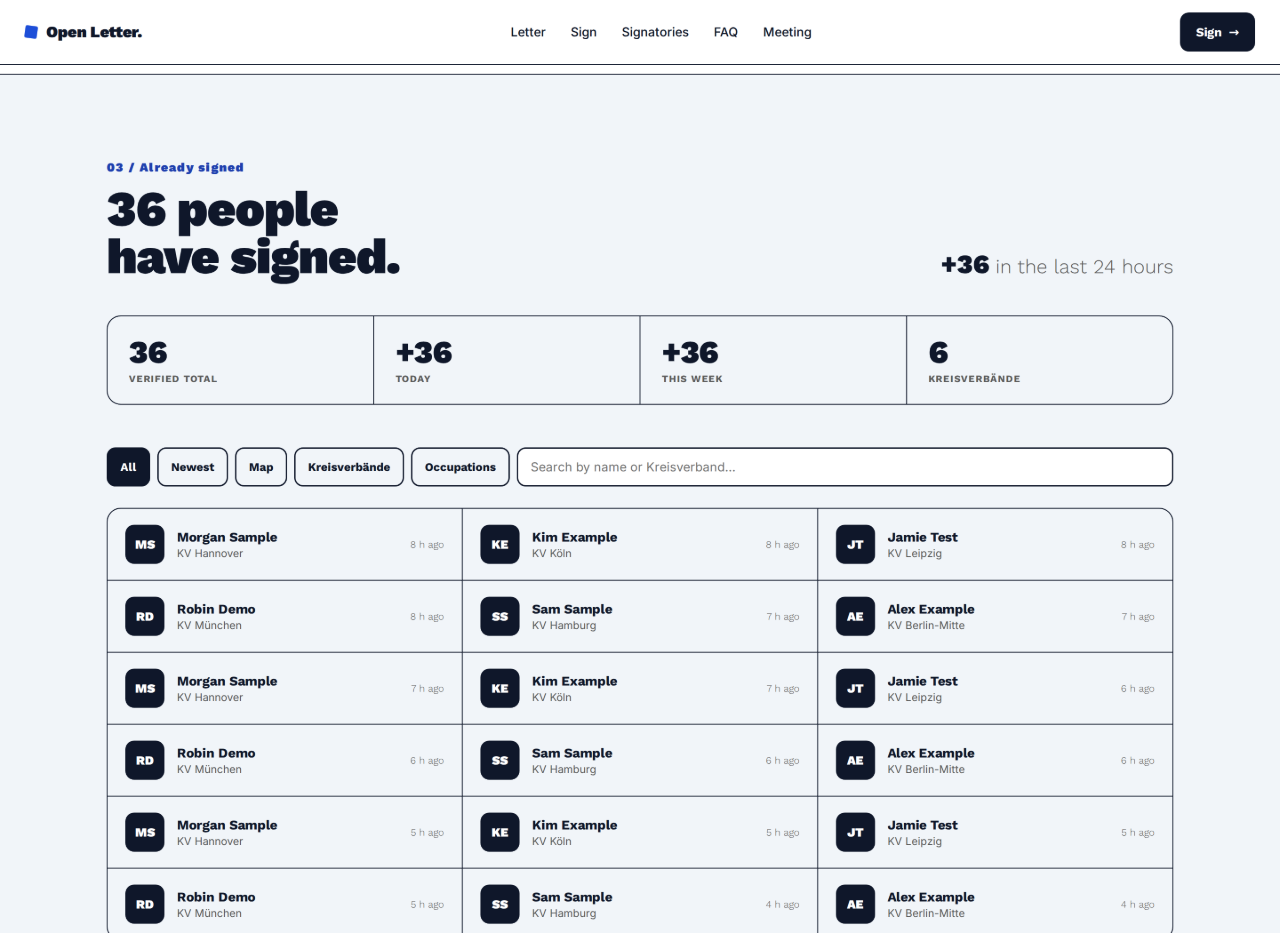 Open Letter.
Letter Sign Signatories FAQ Meeting
Sign →
03 / Already signed
36 people
have signed.
+36 in the last 24 hours
36
VERIFIED TOTAL
+36
TODAY
+36
THIS WEEK
6
KREISVERBÄNDE
All Newest Map Kreisverbände Occupations Search by name or Kreisverband...
MS Morgan Sample
KV Hannover
8 h ago
KE Kim Example
KV Köln
8 h ago
JT Jamie Test
KV Leipzig
8 h ago
RD Robin Demo
KV München
8 h ago
SS Sam Sample
KV Hamburg
7 h ago
AE Alex Example
KV Berlin-Mitte
7 h ago
MS Morgan Sample
KV Hannover
7 h ago
KE Kim Example
KV Köln
7 h ago
JT Jamie Test
KV Leipzig
6 h ago
RD Robin Demo
KV München
6 h ago
SS Sam Sample
KV Hamburg
6 h ago
AE Alex Example
KV Berlin-Mitte
6 h ago
MS Morgan Sample
KV Hannover
5 h ago
KE Kim Example
KV Köln
5 h ago
JT Jamie Test
KV Leipzig
5 h ago
RD Robin Demo
KV München
5 h ago
SS Sam Sample
KV Hamburg
4 h ago
AE Alex Example
KV Berlin-Mitte
4 h ago